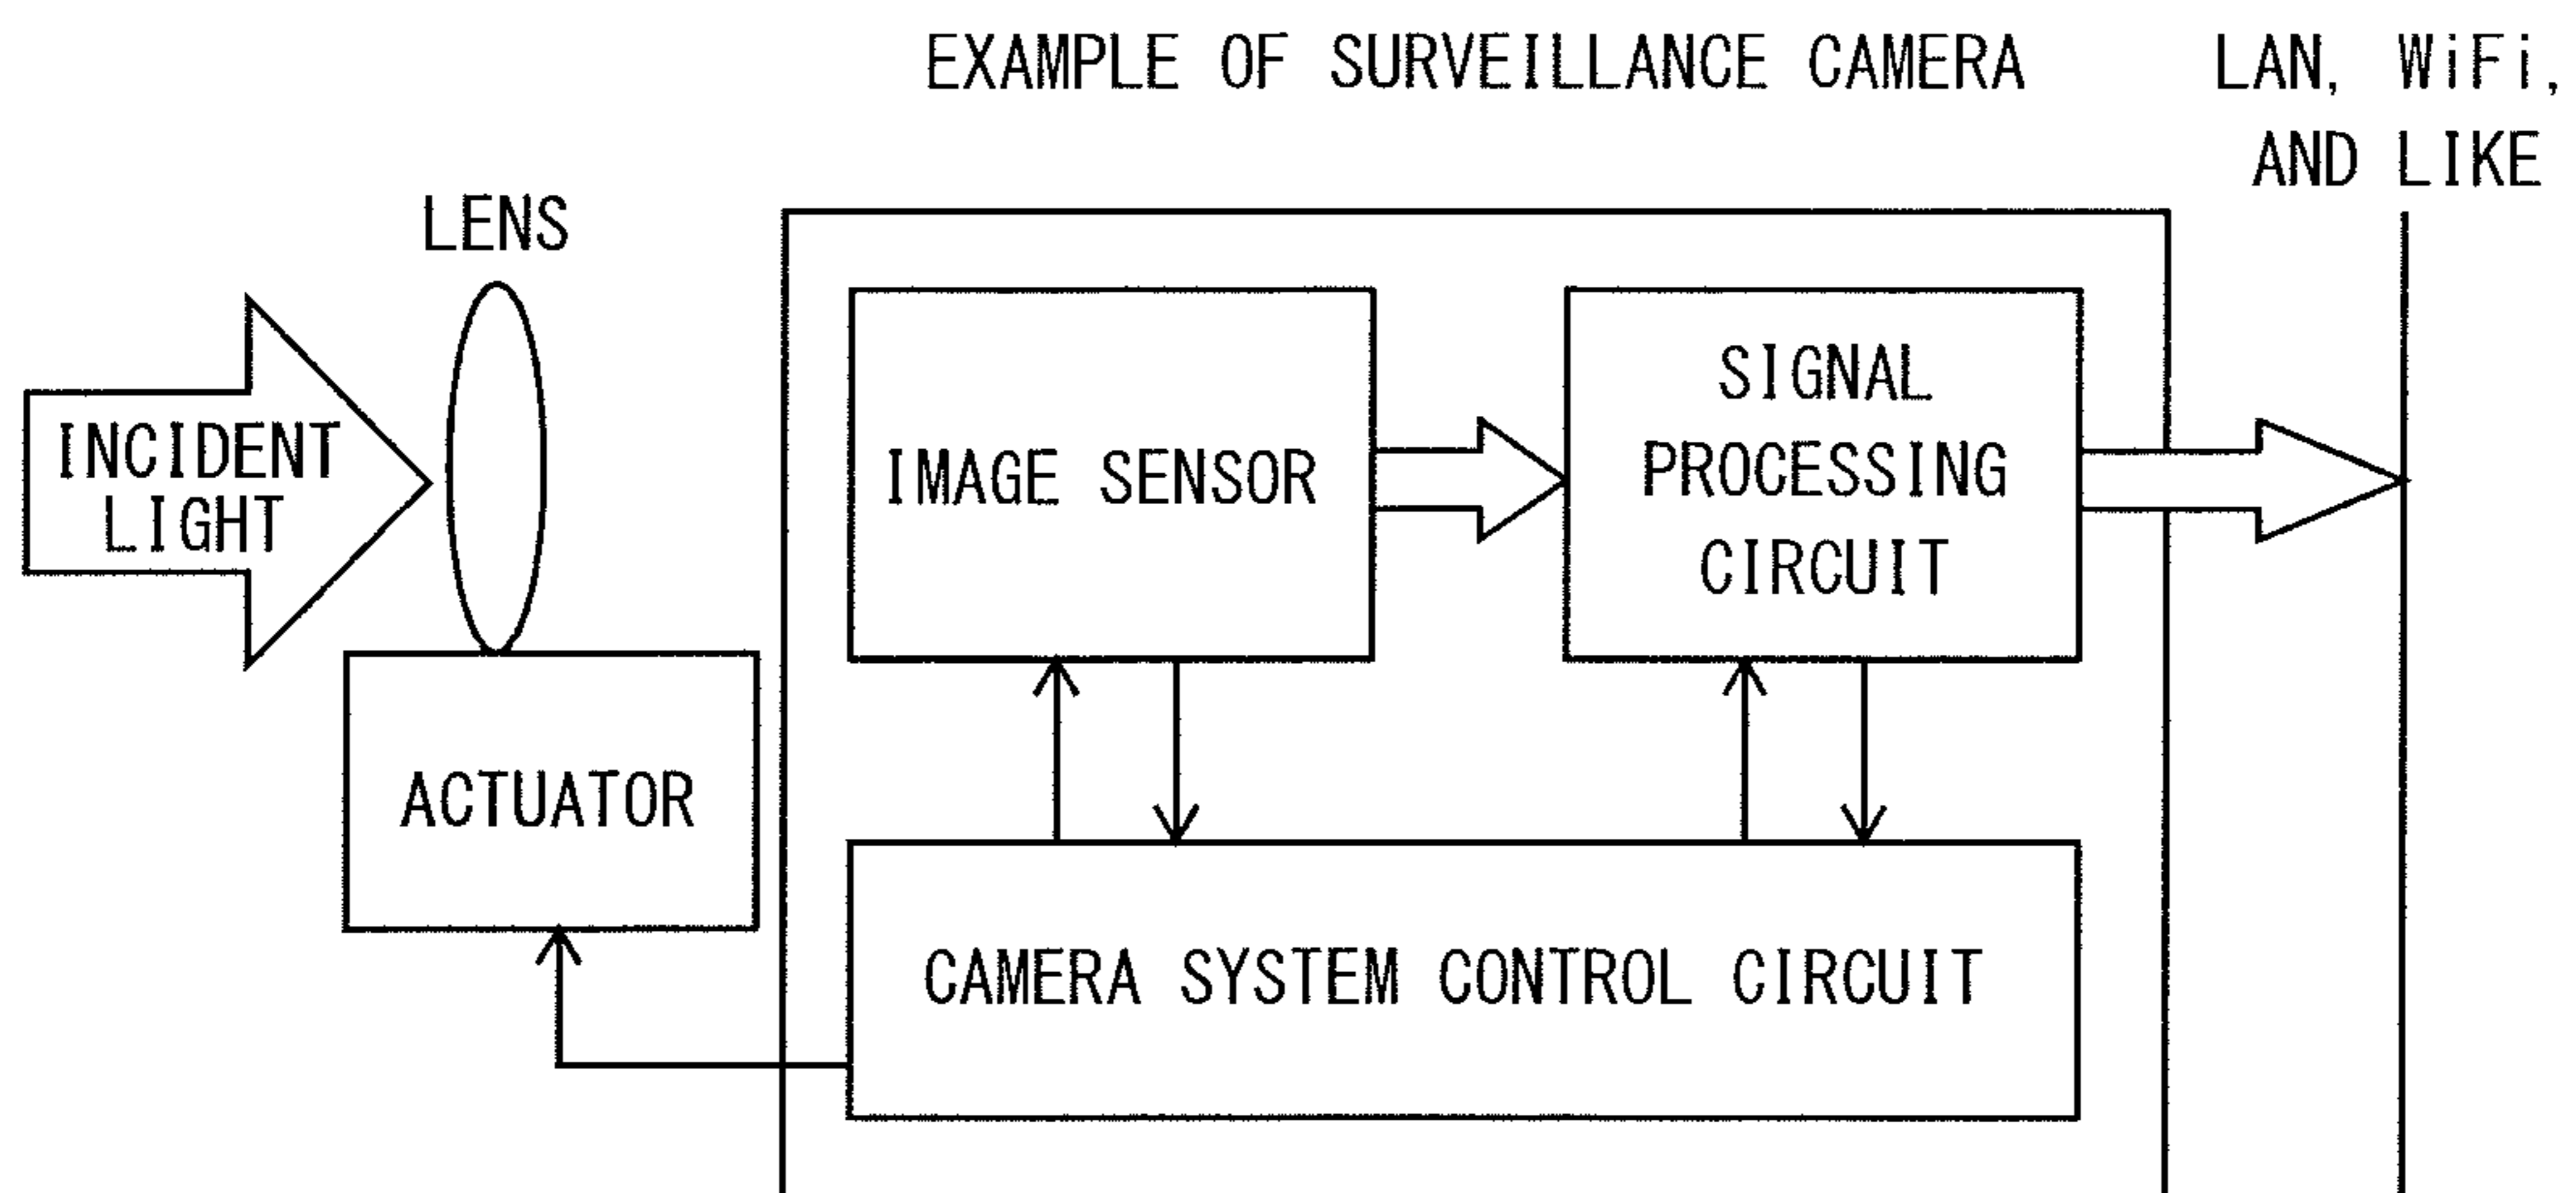 EXAMPLE OF SURVEILLANCE CAMERA
LAN, WiFi,
AND LIKE
LENS
INCIDENT
LIGHT
IMAGE SENSOR
SIGNAL
PROCESSING
CIRCUIT
ACTUATOR
CAMERA SYSTEM CONTROL CIRCUIT